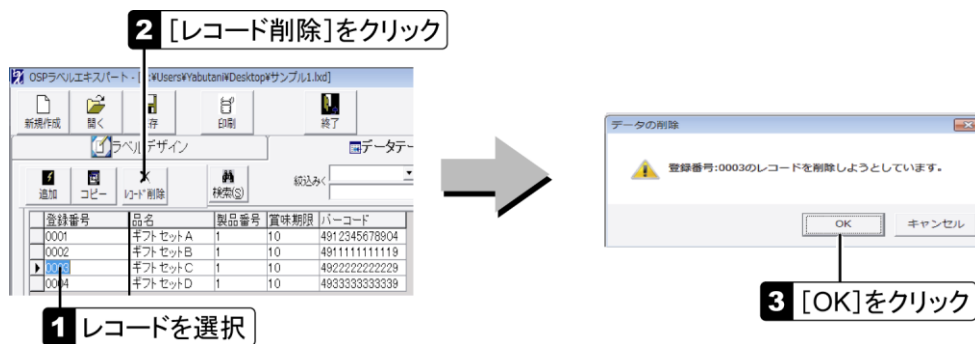 2 [レコード削除]をクリック
OSPラベルエキスパート - [C:¥Users¥Yabutani¥Desktop¥サンプル1.lxd]
新規作成 開く 保存 印刷 終了
ラベルデザイン データテー
追加 コピー ﾚｺｰﾄﾞ削除 検索(S) 絞込み<
登録番号 品名 製品番号 賞味期限 バーコード
0001 ギフトセットA 1 10 4912345678904
0002 ギフトセットB 1 10 4911111111119
0003 ギフトセットC 1 10 4922222222229
0004 ギフトセットD 1 10 4933333333339
1 レコードを選択
データの削除
登録番号:0003のレコードを削除しようとしています。
OK キャンセル
3 [OK]をクリック